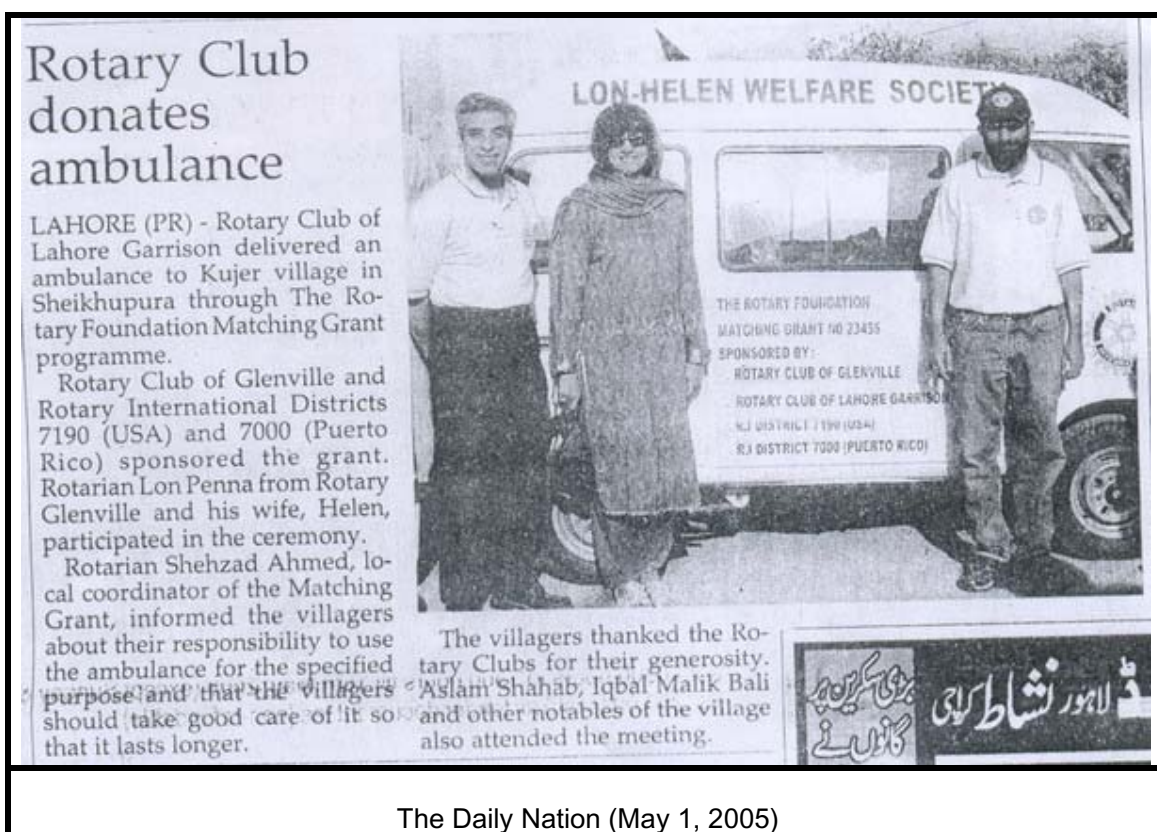 Rotary Club
donates
ambulance
LAHORE (PR) - Rotary Club of
Lahore Garrison delivered an
ambulance to Kujer village in
Sheikhupura through The Ro-
tary Foundation Matching Grant
programme.
Rotary Club of Glenville and
Rotary International Districts
7190 (USA) and 7000 (Puerto
Rico) sponsored the grant.
Rotarian Lon Penna from Rotary
Glenville and his wife, Helen,
participated in the ceremony.
Rotarian Shehzad Ahmed, lo-
cal coordinator of the Matching
Grant, informed the villagers
about their responsibility to use
the ambulance for the specified
purpose and that the villagers
should take good care of it so
that it lasts longer.
The villagers thanked the Ro-
tary Clubs for their generosity.
Aslam Shahab, Iqbal Malik Bali
and other notables of the village
also attended the meeting.
LON-HELEN WELFARE SOCIETY
THE ROTARY FOUNDATION
MATCHING GRANT NO 23456
SPONSORED BY:
ROTARY CLUB OF GLENVILLE
ROTARY CLUB OF LAHORE GARRISON
R.I DISTRICT 7190 (USA)
R.I DISTRICT 7000 (PUERTO RICO)
بڑی سکرین پر
گانوں نے
لاہور نشاط کراچی
The Daily Nation (May 1, 2005)